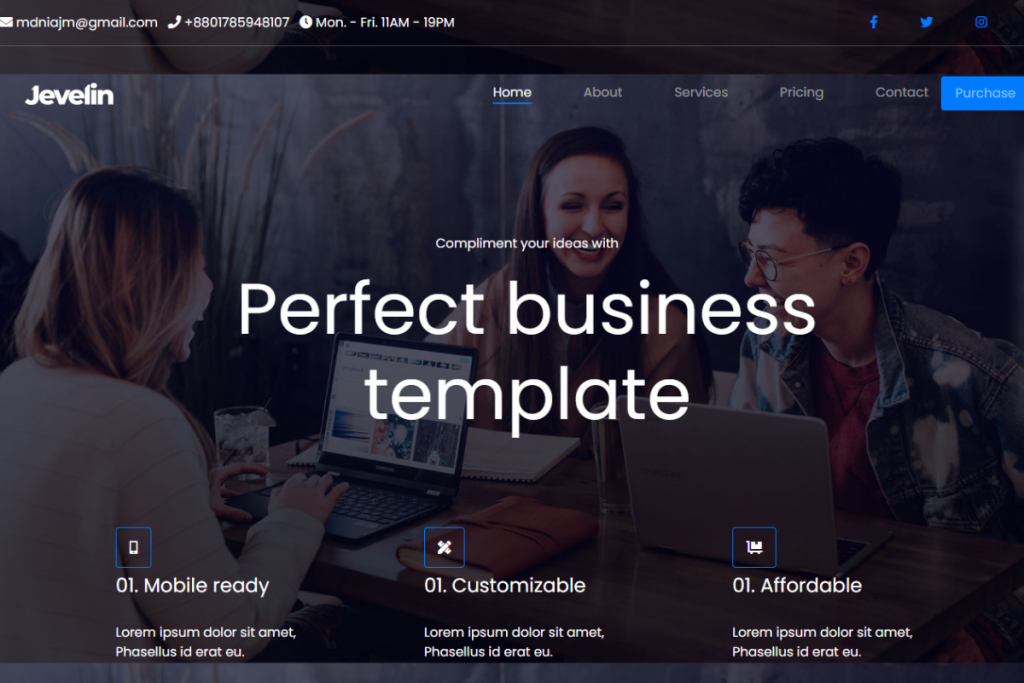 mdniajm@gmail.com +8801785948107 Mon. - Fri. 11AM - 19PM
Jevelin Home About Services Pricing Contact Purchase
Compliment your ideas with
Perfect business
template
01. Mobile ready
Lorem ipsum dolor sit amet,
Phasellus id erat eu.
01. Customizable
Lorem ipsum dolor sit amet,
Phasellus id erat eu.
01. Affordable
Lorem ipsum dolor sit amet,
Phasellus id erat eu.